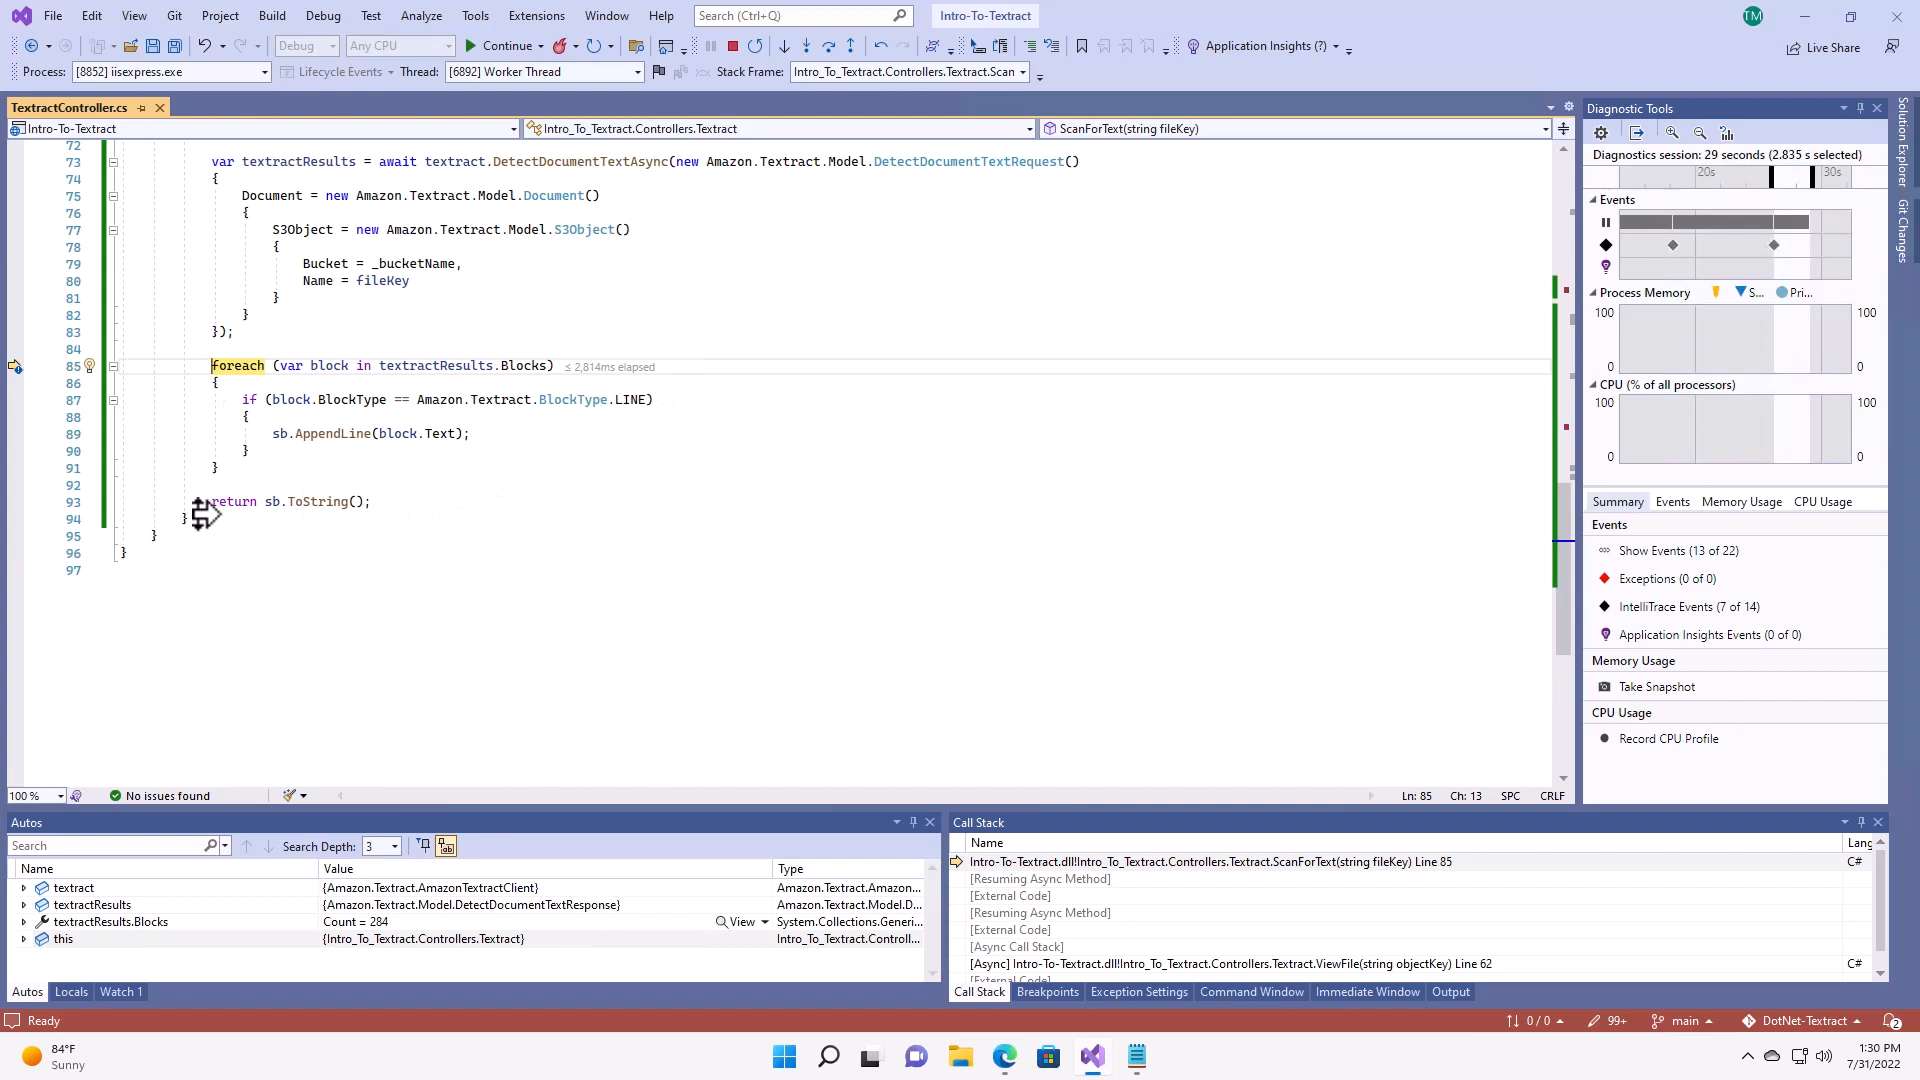 File Edit View Git Project Build Debug Test Analyze Tools Extensions Window Help Search (Ctrl+Q) Intro-To-Textract TM
Debug Any CPU Continue Application Insights (?) Live Share
Process: [8852] iisexpress.exe Lifecycle Events Thread: [6892] Worker Thread Stack Frame: Intro_To_Textract.Controllers.Textract.Scan
TextractController.cs
Intro-To-Textract Intro_To_Textract.Controllers.Textract ScanForText(string fileKey)
72
73 var textractResults = await textract.DetectDocumentTextAsync(new Amazon.Textract.Model.DetectDocumentTextRequest()
74 {
75 Document = new Amazon.Textract.Model.Document()
76 {
77 S3Object = new Amazon.Textract.Model.S3Object()
78 {
79 Bucket = _bucketName,
80 Name = fileKey
81 }
82 }
83 });
84
85 foreach (var block in textractResults.Blocks) ≤ 2,814ms elapsed
86 {
87 if (block.BlockType == Amazon.Textract.BlockType.LINE)
88 {
89 sb.AppendLine(block.Text);
90 }
91 }
92
93 return sb.ToString();
94 }
95 }
96 }
97
100 % No issues found Ln: 85 Ch: 13 SPC CRLF
Diagnostic Tools
Diagnostics session: 29 seconds (2.835 s selected)
20s 30s
Events
Process Memory S... Pri...
100 100
0 0
CPU (% of all processors)
100 100
0 0
Summary Events Memory Usage CPU Usage
Events
Show Events (13 of 22)
Exceptions (0 of 0)
IntelliTrace Events (7 of 14)
Application Insights Events (0 of 0)
Memory Usage
Take Snapshot
CPU Usage
Record CPU Profile
Solution Explorer
Git Changes
Autos
Search Search Depth: 3
Name Value Type
textract {Amazon.Textract.AmazonTextractClient} Amazon.Textract.Amazon...
textractResults {Amazon.Textract.Model.DetectDocumentTextResponse} Amazon.Textract.Model.D...
textractResults.Blocks Count = 284 View System.Collections.Generi...
this {Intro_To_Textract.Controllers.Textract} Intro_To_Textract.Controll...
Autos Locals Watch 1
Call Stack
Name Lang
Intro-To-Textract.dll!Intro_To_Textract.Controllers.Textract.ScanForText(string fileKey) Line 85 C#
[Resuming Async Method]
[External Code]
[Resuming Async Method]
[External Code]
[Async Call Stack]
[Async] Intro-To-Textract.dll!Intro_To_Textract.Controllers.Textract.ViewFile(string objectKey) Line 62 C#
[External Code]
Call Stack Breakpoints Exception Settings Command Window Immediate Window Output
Ready 0 / 0 99+ main DotNet-Textract 2
84°F
Sunny
1:30 PM
7/31/2022